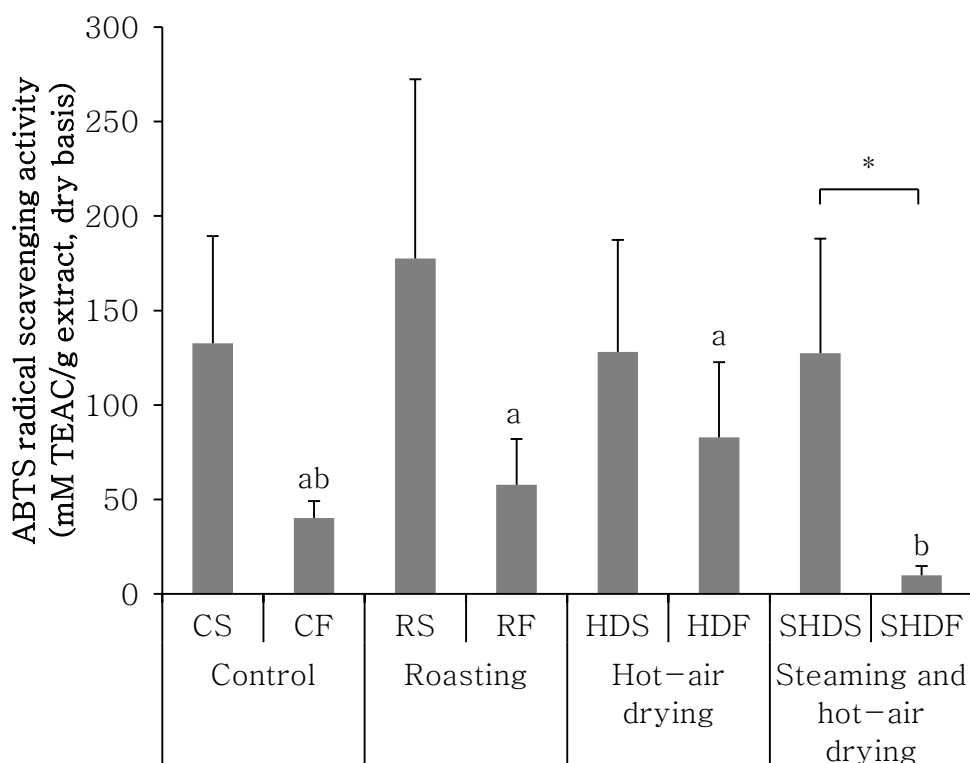 ABTS radical scavenging activity
(mM TEAC/g extract, dry basis)
300
250
200
150
100
50
0
ab
a
a
*
b
CS CF RS RF HDS HDF SHDS SHDF
Control Roasting Hot-air drying Steaming and hot-air drying